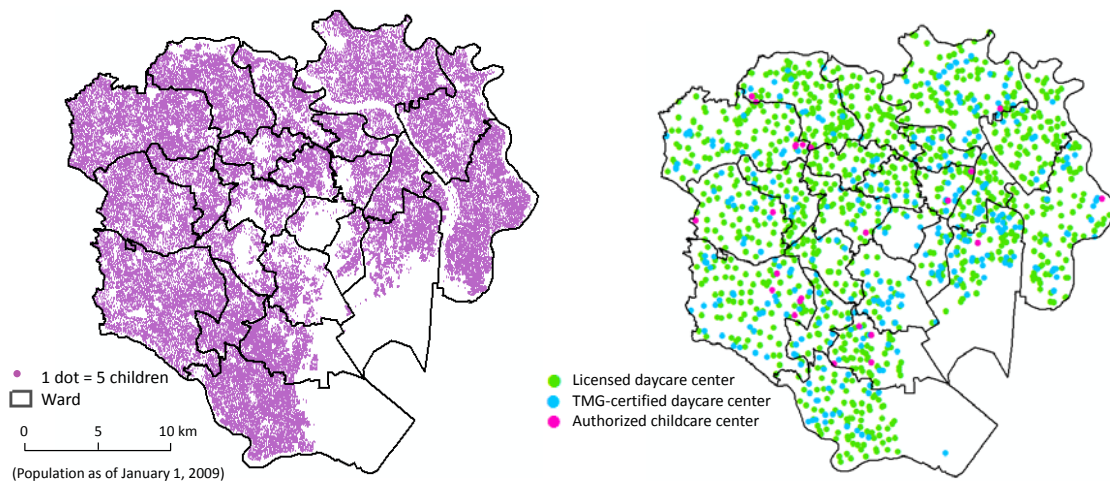 1 dot = 5 children
Ward
0 5 10 km
(Population as of January 1, 2009)
Licensed daycare center
TMG-certified daycare center
Authorized childcare center